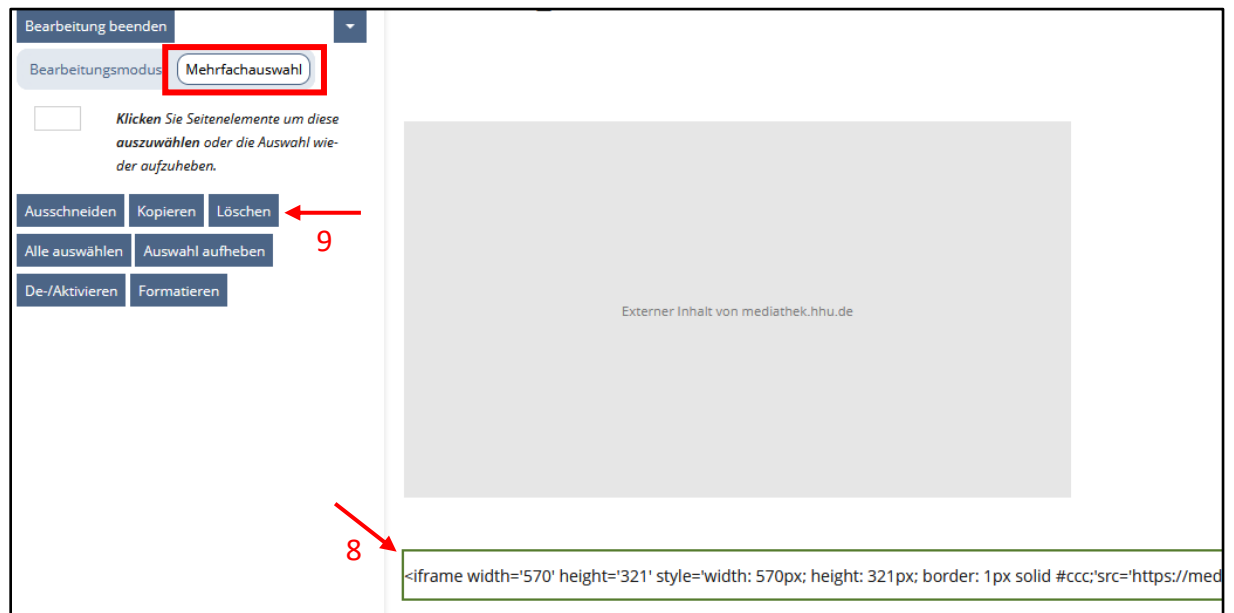 Bearbeitung beenden
Bearbeitungsmodus Mehrfachauswahl
Klicken Sie Seitenelemente um diese
auszuwählen oder die Auswahl wie-
der aufzuheben.
Ausschneiden Kopieren Löschen
9
Alle auswählen Auswahl aufheben
De-/Aktivieren Formatieren
Externer Inhalt von mediathek.hhu.de
8
<iframe width='570' height='321' style='width: 570px; height: 321px; border: 1px solid #ccc;'src='https://med